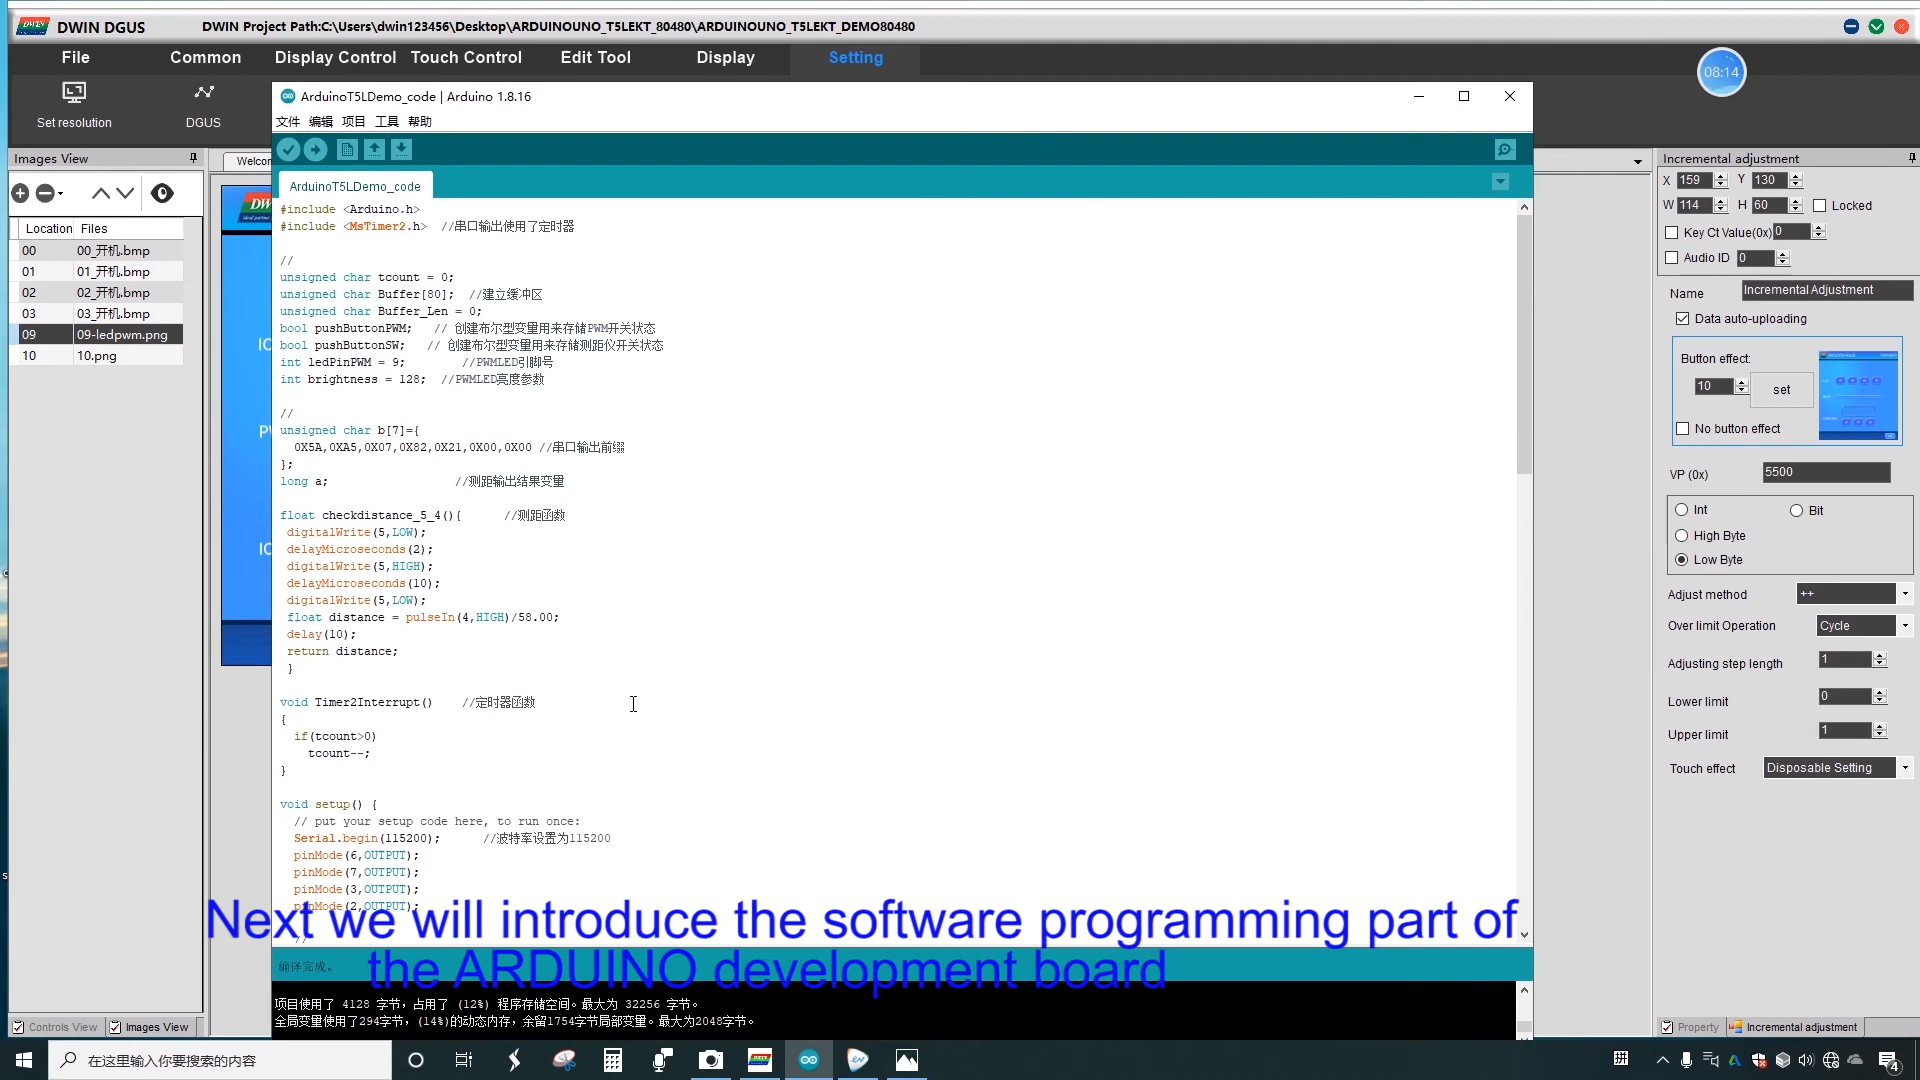 DWIN DGUS
DWIN Project Path:C:\Users\dwin123456\Desktop\ARDUINOUNO_T5LEKT_80480\ARDUINOUNO_T5LEKT_DEMO80480
File Common Display Control Touch Control Edit Tool Display Setting
08:14
Set resolution
DGUS
ArduinoT5LDemo_code | Arduino 1.8.16
文件 编辑 项目 工具 帮助
Images View
Welcon
Location Files
00 00_开机.bmp
01 01_开机.bmp
02 02_开机.bmp
03 03_开机.bmp
09 09-ledpwm.png
10 10.png
IC
IC
ArduinoT5LDemo_code
#include <Arduino.h>
#include <MsTimer2.h>  //串口输出使用了定时器
//
unsigned char tcount = 0;
unsigned char Buffer[80];  //建立缓冲区
unsigned char Buffer_Len = 0;
bool pushButtonPWM;   // 创建布尔型变量用来存储PWM开关状态
bool pushButtonSW;  // 创建布尔型变量用来存储测距仪开关状态
int ledPinPWM = 9;        //PWMLED引脚号
int brightness = 128;  //PWMLED亮度参数
//
unsigned char b[7]={
0X5A,0XA5,0X07,0X82,0X21,0X00,0X00 //串口输出前缀
};
long a;                  //测距输出结果变量
float checkdistance_5_4(){      //测距函数
digitalWrite(5,LOW);
delayMicroseconds(2);
digitalWrite(5,HIGH);
delayMicroseconds(10);
digitalWrite(5,LOW);
float distance = pulseIn(4,HIGH)/58.00;
delay(10);
return distance;
}
void Timer2Interrupt()    //定时器函数
{
if(tcount>0)
tcount--;
}
void setup() {
// put your setup code here, to run once:
Serial.begin(115200);      //波特率设置为115200
pinMode(6,OUTPUT);
pinMode(7,OUTPUT);
pinMode(3,OUTPUT);
pinMode(2,OUTPUT);
//
Next we will introduce the software programming part of
the ARDUINO development board
编译完成。
项目使用了 4128 字节，占用了 (12%) 程序存储空间。最大为 32256 字节。
全局变量使用了294字节，(14%)的动态内存，余留1754字节局部变量。最大为2048字节。
Incremental adjustment
X 159 Y 130
W 114 H 60 Locked
Key Ct Value(0x) 0
Audio ID 0
Name Incremental Adjustment
Data auto-uploading
Button effect:
10 set
No button effect
VP (0x) 5500
Int Bit
High Byte
Low Byte
Adjust method ++
Over limit Operation Cycle
Adjusting step length 1
Lower limit 0
Upper limit 1
Touch effect Disposable Setting
Controls View Images View
Property Incremental adjustment
在这里输入你要搜索的内容
拼
4